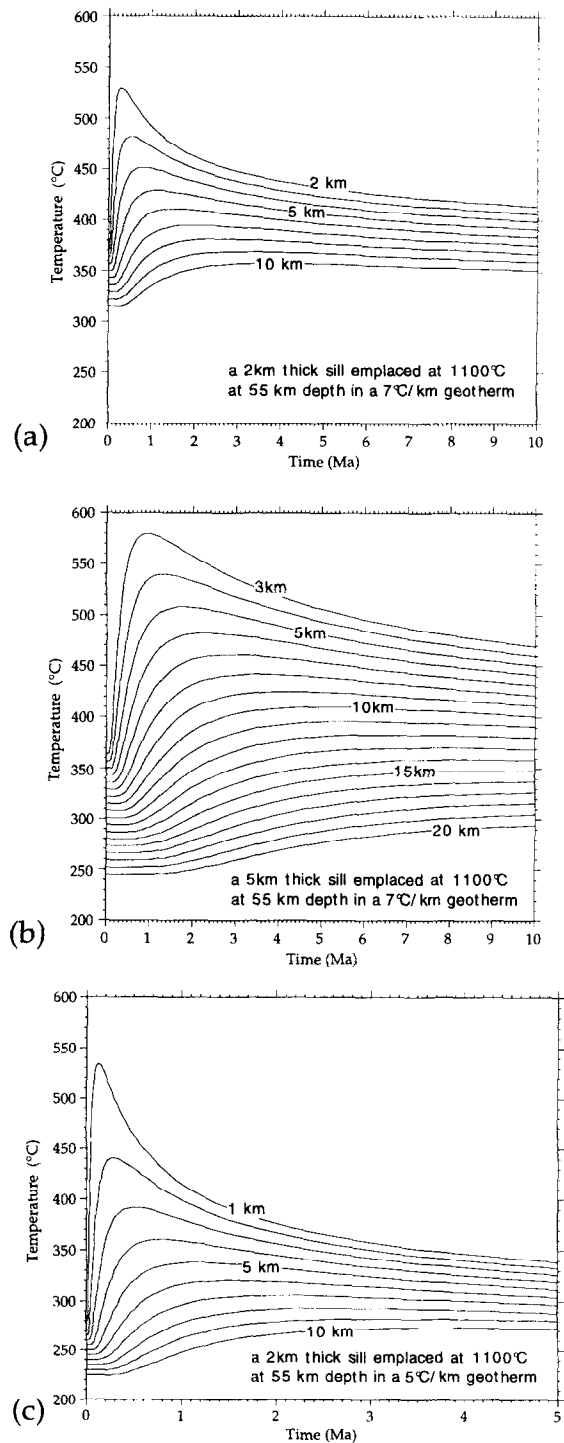 600
550
500
450
400
350
300
250
200
Temperature (°C)
2 km
5 km
10 km
a 2km thick sill emplaced at 1100°C
at 55 km depth in a 7°C/km geotherm
0 1 2 3 4 5 6 7 8 9 10
Time (Ma)
(a)
600
550
500
450
400
350
300
250
200
Temperature (°C)
3km
5km
10km
15km
20 km
a 5km thick sill emplaced at 1100°C
at 55 km depth in a 7°C/km geotherm
0 1 2 3 4 5 6 7 8 9 10
Time (Ma)
(b)
600
550
500
450
400
350
300
250
200
Temperature (°C)
1 km
5 km
10 km
a 2km thick sill emplaced at 1100°C
at 55 km depth in a 5°C/km geotherm
0 1 2 3 4 5
Time (Ma)
(c)